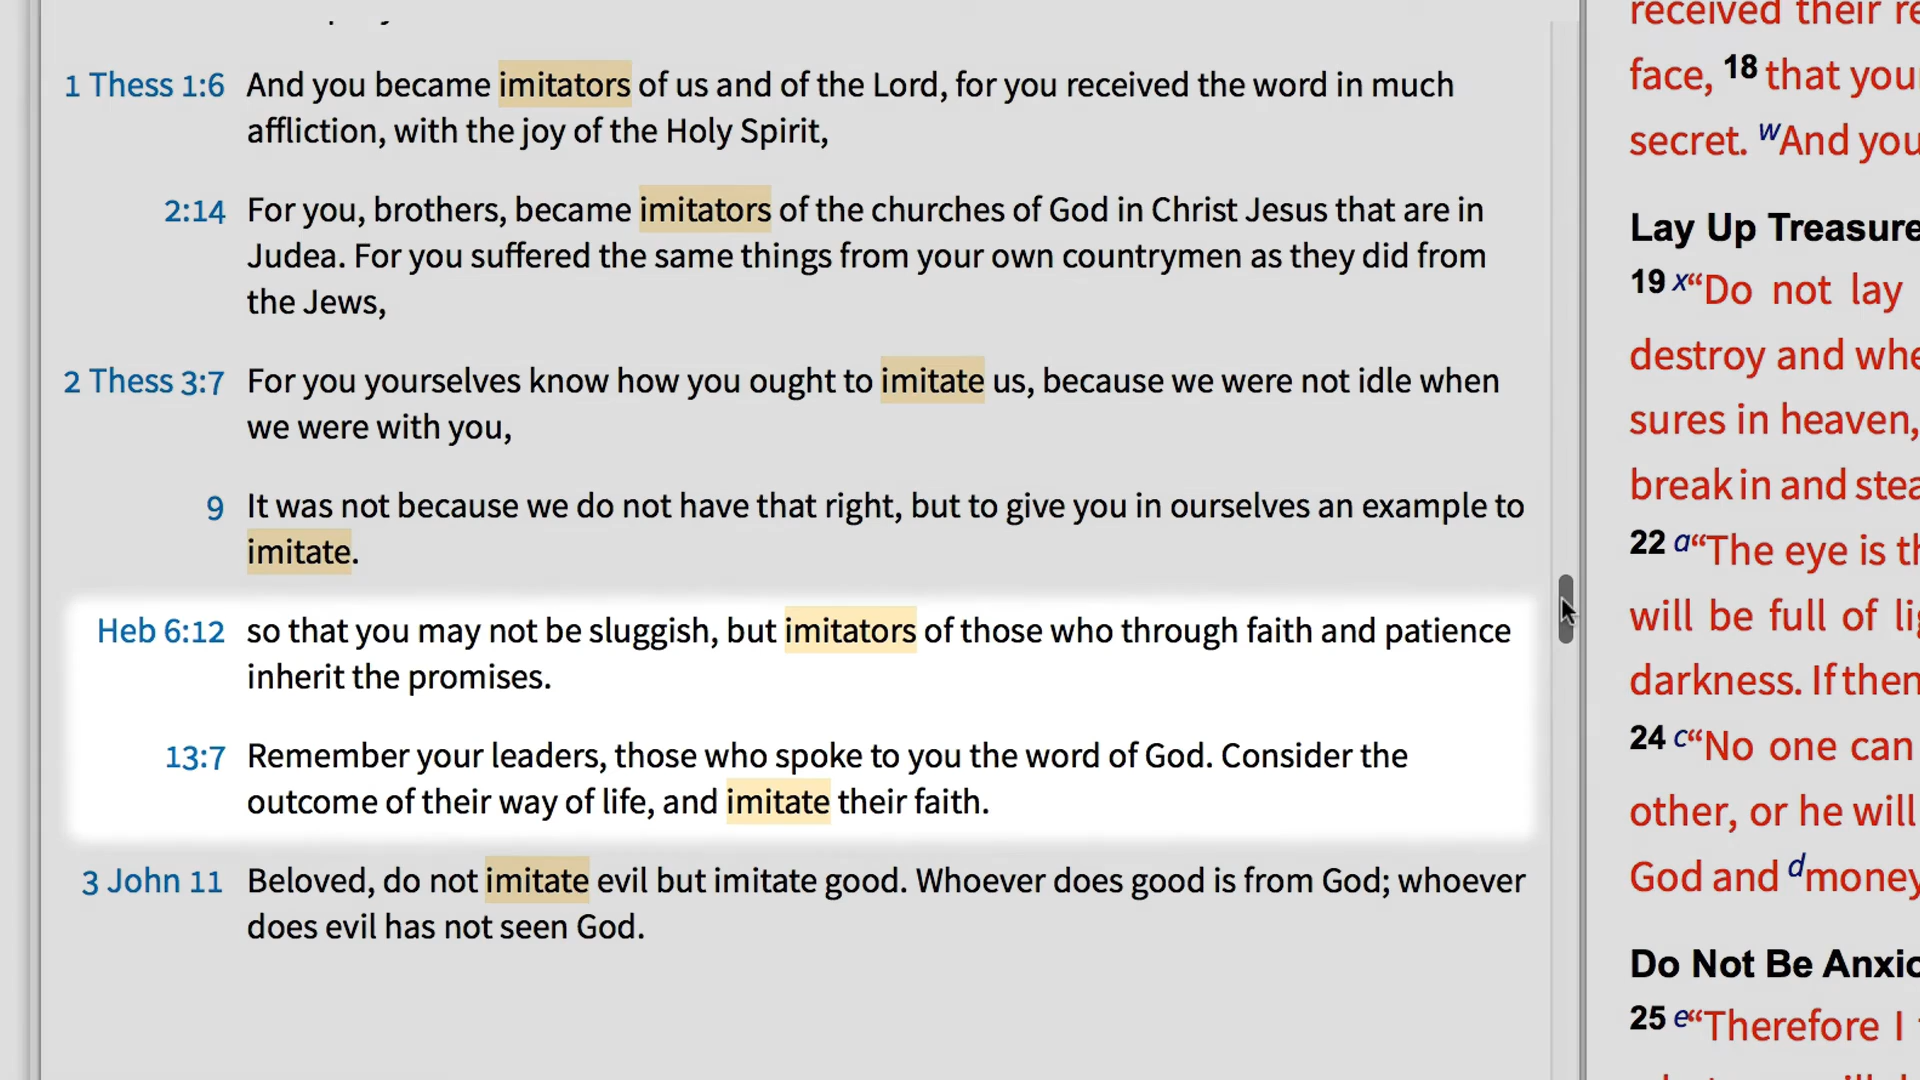 1 Thess 1:6 And you became imitators of us and of the Lord, for you received the word in much
affliction, with the joy of the Holy Spirit,
2:14 For you, brothers, became imitators of the churches of God in Christ Jesus that are in
Judea. For you suffered the same things from your own countrymen as they did from
the Jews,
2 Thess 3:7 For you yourselves know how you ought to imitate us, because we were not idle when
we were with you,
9 It was not because we do not have that right, but to give you in ourselves an example to
imitate.
Heb 6:12 so that you may not be sluggish, but imitators of those who through faith and patience
inherit the promises.
13:7 Remember your leaders, those who spoke to you the word of God. Consider the
outcome of their way of life, and imitate their faith.
3 John 11 Beloved, do not imitate evil but imitate good. Whoever does good is from God; whoever
does evil has not seen God.
received their re
face, 18 that your
secret. wAnd you
Lay Up Treasure
19 x“Do not lay
destroy and whe
sures in heaven,
break in and stea
22 a“The eye is th
will be full of lig
darkness. If then
24 c“No one can
other, or he will
God and dmoney
Do Not Be Anxio
25 e“Therefore I